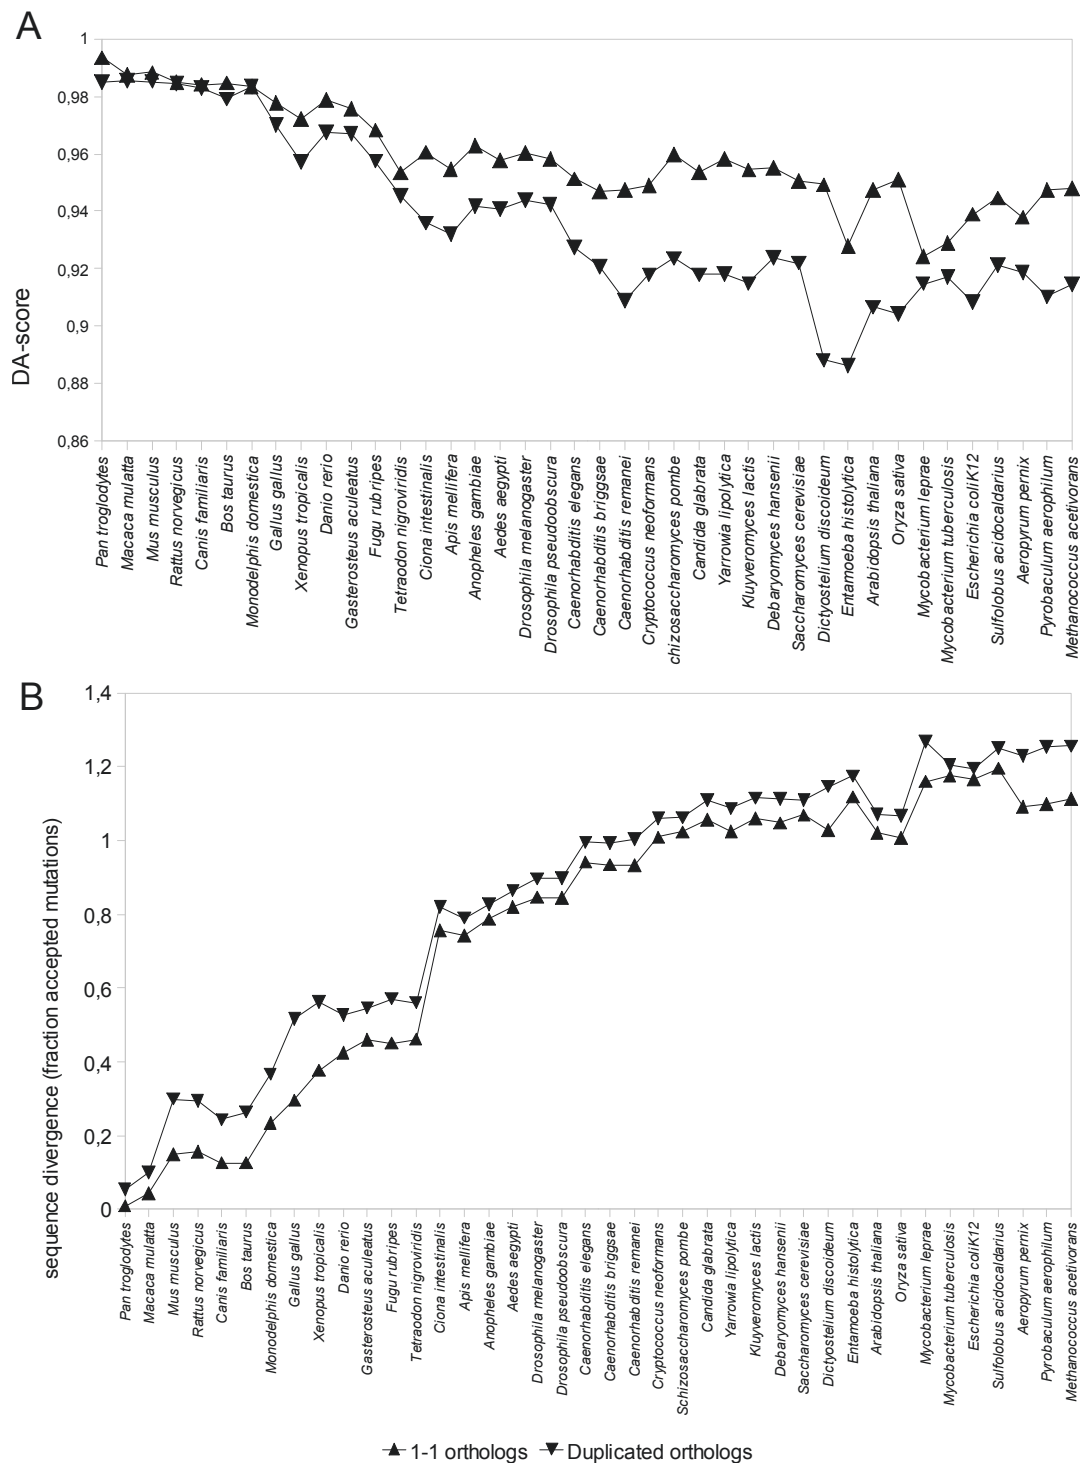 A
1
0,98
0,96
0,94
0,92
0,9
0,88
0,86
DA-score
Pan troglodytes
Macaca mulatta
Mus musculus
Rattus norvegicus
Canis familiaris
Bos taurus
Monodelphis domestica
Gallus gallus
Xenopus tropicalis
Danio rerio
Gasterosteus aculeatus
Fugu rubripes
Tetraodon nigroviridis
Ciona intestinalis
Apis mellifera
Anopheles gambiae
Aedes aegypti
Drosophila melanogaster
Drosophila pseudoobscura
Caenorhabditis elegans
Caenorhabditis briggsae
Caenorhabditis remanei
Cryptococcus neoformans
chizosaccharomyces pombe
Candida glabrata
Yarrowia lipolytica
Kluyveromyces lactis
Debaryomyces hansenii
Saccharomyces cerevisiae
Dictyostelium discoideum
Entamoeba histolytica
Arabidopsis thaliana
Oryza sativa
Mycobacterium leprae
Mycobacterium tuberculosis
Escherichia coliK12
Sulfolobus acidocaldarius
Aeropyrum pernix
Pyrobaculum aerophilum
Methanococcus acetivorans
B
1,4
1,2
1
0,8
0,6
0,4
0,2
0
sequence divergence (fraction accepted mutations)
Pan troglodytes
Macaca mulatta
Mus musculus
Rattus norvegicus
Canis familiaris
Bos taurus
Monodelphis domestica
Gallus gallus
Xenopus tropicalis
Danio rerio
Gasterosteus aculeatus
Fugu rubripes
Tetraodon nigroviridis
Ciona intestinalis
Apis mellifera
Anopheles gambiae
Aedes aegypti
Drosophila melanogaster
Drosophila pseudoobscura
Caenorhabditis elegans
Caenorhabditis briggsae
Caenorhabditis remanei
Cryptococcus neoformans
Schizosaccharomyces pombe
Candida glabrata
Yarrowia lipolytica
Kluyveromyces lactis
Debaryomyces hansenii
Saccharomyces cerevisiae
Dictyostelium discoideum
Entamoeba histolytica
Arabidopsis thaliana
Oryza sativa
Mycobacterium leprae
Mycobacterium tuberculosis
Escherichia coliK12
Sulfolobus acidocaldarius
Aeropyrum pernix
Pyrobaculum aerophilum
Methanococcus acetivorans
1-1 orthologs Duplicated orthologs